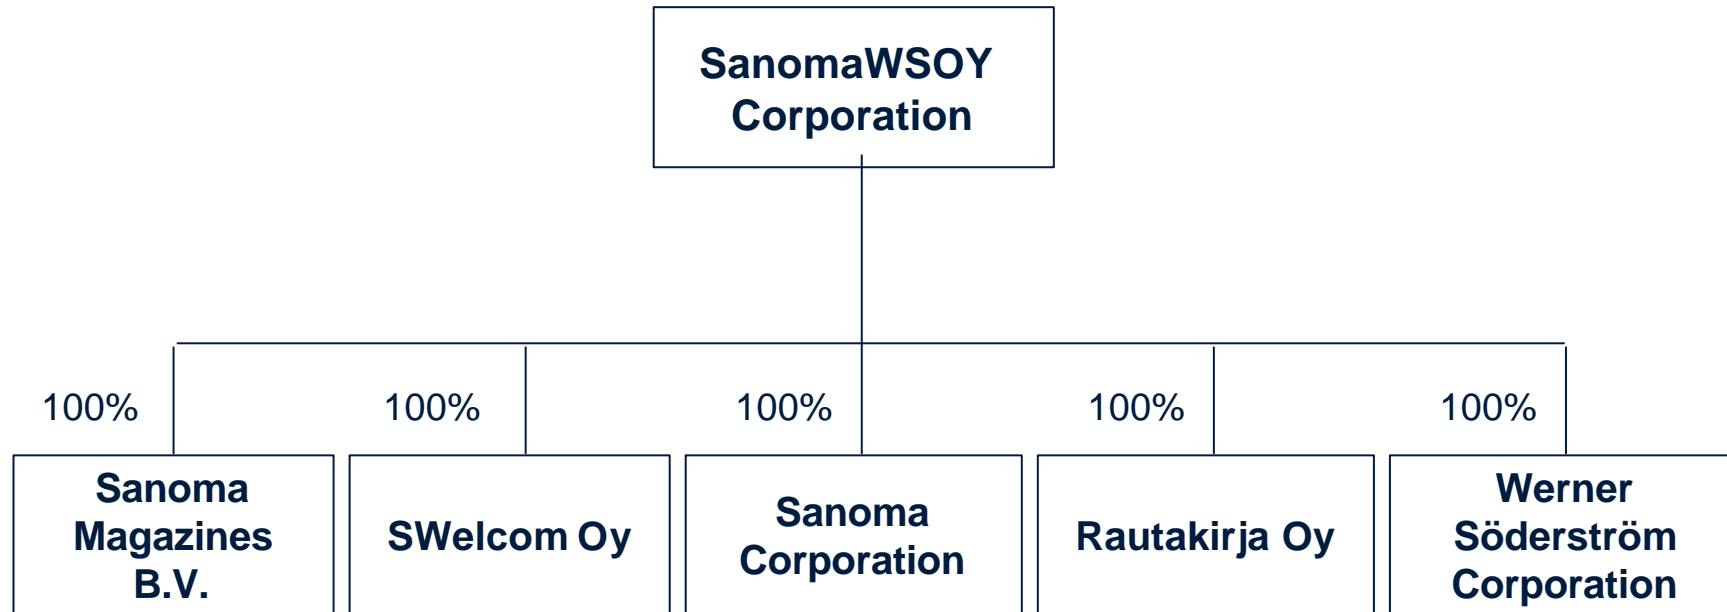 SanomaWSOY
Corporation
100%
100%
100%
100%
100%
Sanoma
Magazines
B.V.
SWelcom Oy
Sanoma
Corporation
Rautakirja Oy
Werner
Söderström
Corporation